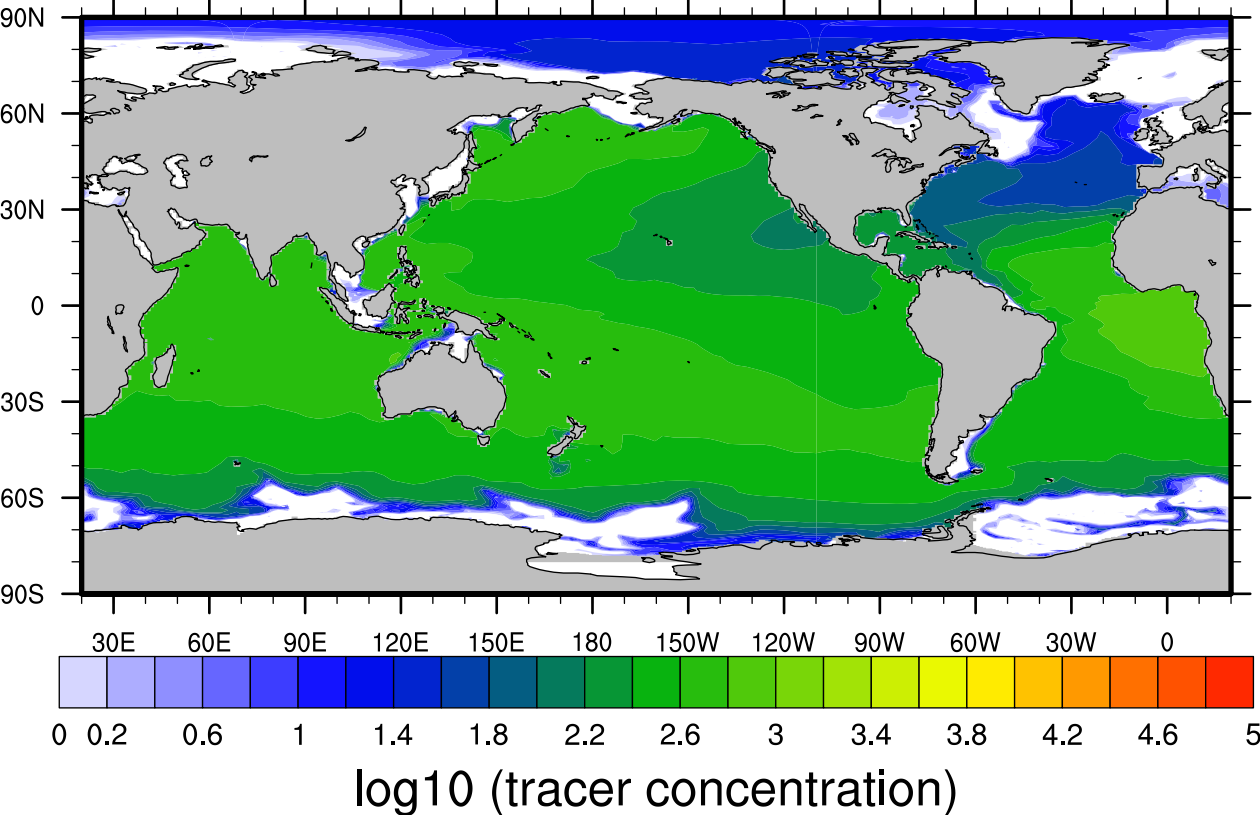 90N
60N
30N
0
30S
60S
90S
30E 60E 90E 120E 150E 180 150W 120W 90W 60W 30W 0
0 0.2 0.6 1 1.4 1.8 2.2 2.6 3 3.4 3.8 4.2 4.6 5
log10 (tracer concentration)